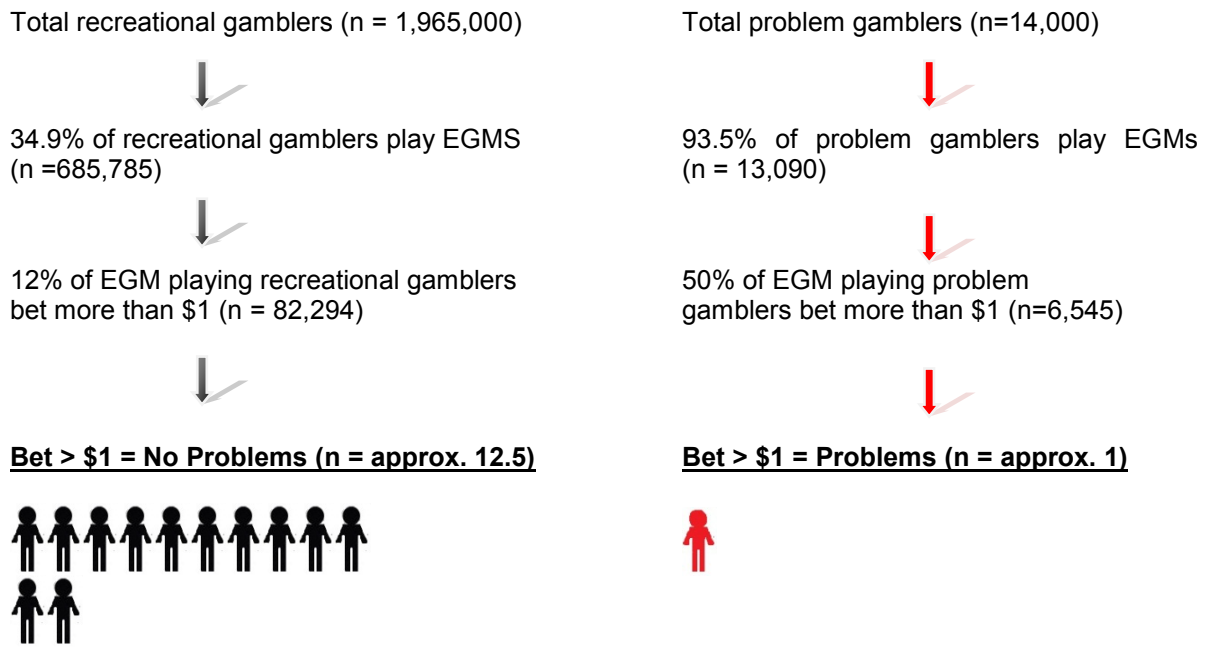 Total recreational gamblers (n = 1,965,000)
34.9% of recreational gamblers play EGMS
(n =685,785)
12% of EGM playing recreational gamblers
bet more than $1 (n = 82,294)
Bet > $1 = No Problems (n = approx. 12.5)
Total problem gamblers (n=14,000)
93.5% of problem gamblers play EGMs
(n = 13,090)
50% of EGM playing problem
gamblers bet more than $1 (n=6,545)
Bet > $1 = Problems (n = approx. 1)